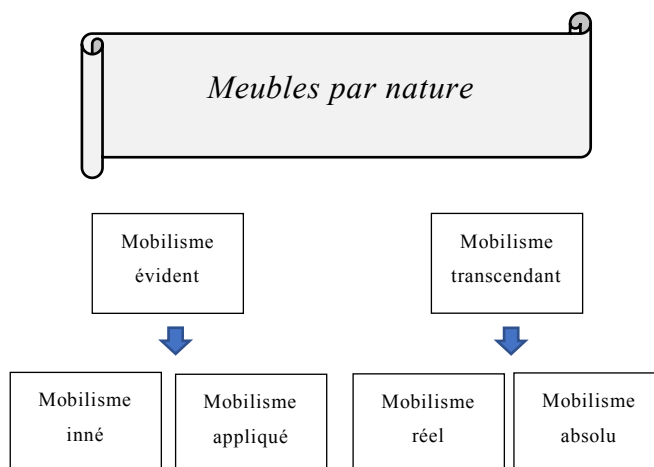 Meubles par nature
Mobilisme
évident
Mobilisme
transcendant
Mobilisme
inné
Mobilisme
appliqué
Mobilisme
réel
Mobilisme
absolu